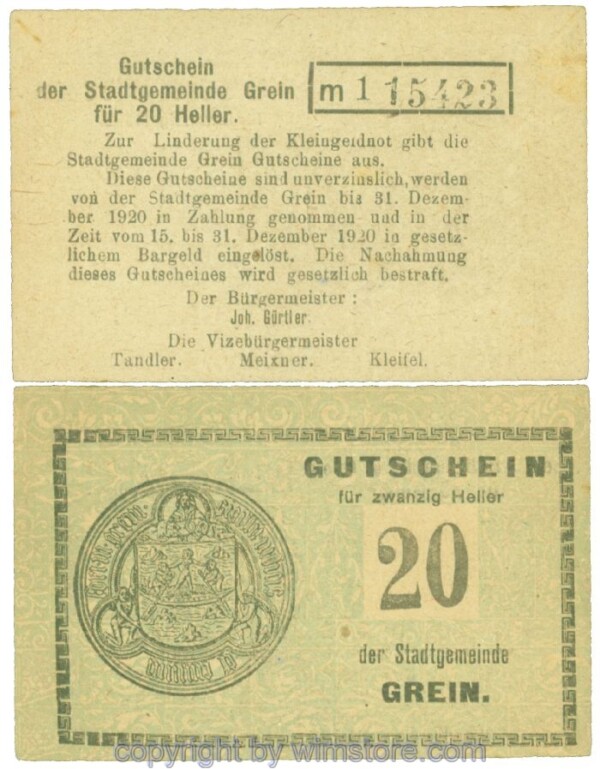 Gutschein
der Stadtgemeinde Grein
für 20 Heller.
m 1 15423
Zur Linderung der Kleingeldnot gibt die
Stadtgemeinde Grein Gutscheine aus.
Diese Gutscheine sind unverzinslich, werden
von der Stadtgemeinde Grein bis 31. Dezem-
ber 1920 in Zahlung genommen und in der
Zeit vom 15. bis 31. Dezember 1920 in gesetz-
lichem Bargeld eingelöst. Die Nachahmung
dieses Gutscheines wird gesetzlich bestraft.
Der Bürgermeister :
Joh. Gürtler.
Die Vizebürgermeister
Tandler. Meixner. Kleifel.
GUTSCHEIN
für zwanzig Heller
20
der Stadtgemeinde
GREIN.
copyright by wimstore.com